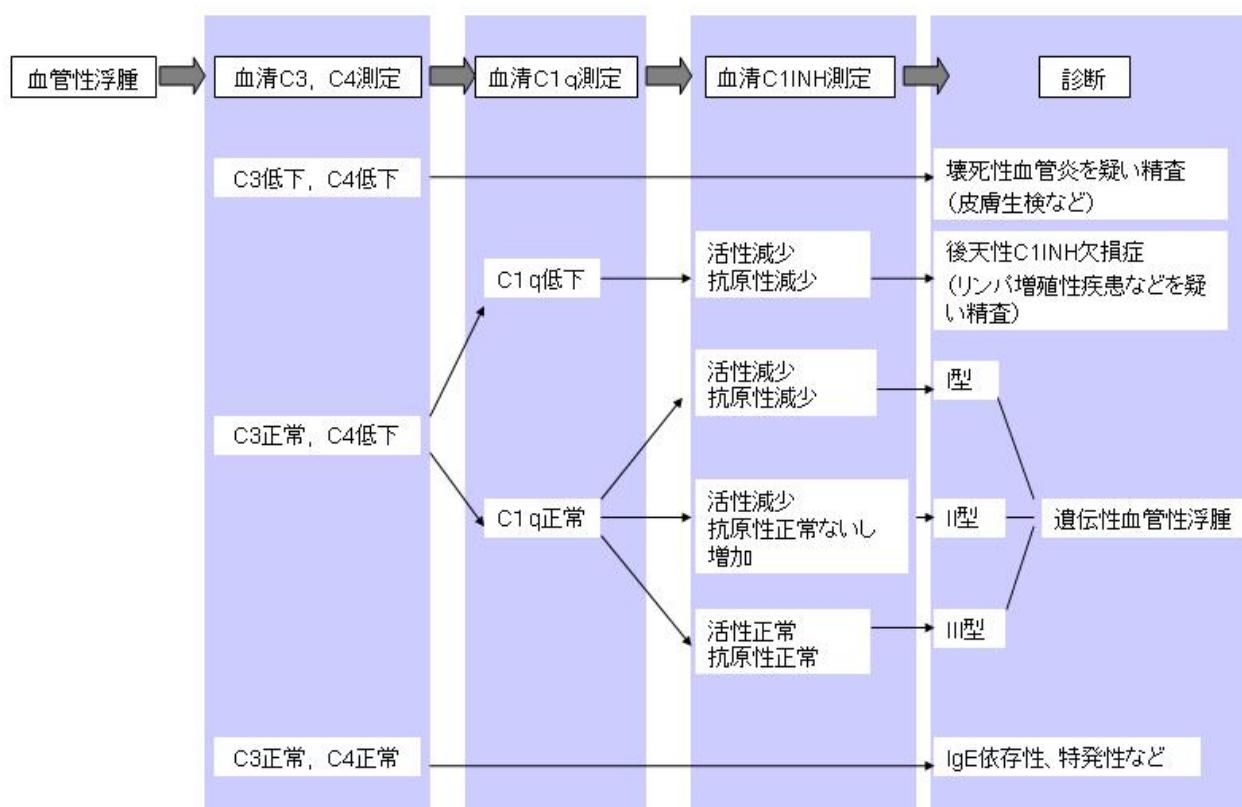 血管性浮腫
血清C3, C4測定
血清C1q測定
血清C1INH測定
診断
C3低下, C4低下
壊死性血管炎を疑い精査
(皮膚生検など)
C1q低下
活性減少
抗原性減少
後天性C1INH欠損症
(リンパ増殖性疾患などを疑
い精査)
C3正常, C4低下
活性減少
抗原性減少
I型
C1q正常
活性減少
抗原性正常ないし
増加
II型
遺伝性血管性浮腫
活性正常
抗原性正常
III型
C3正常, C4正常
IgE依存性、特発性など